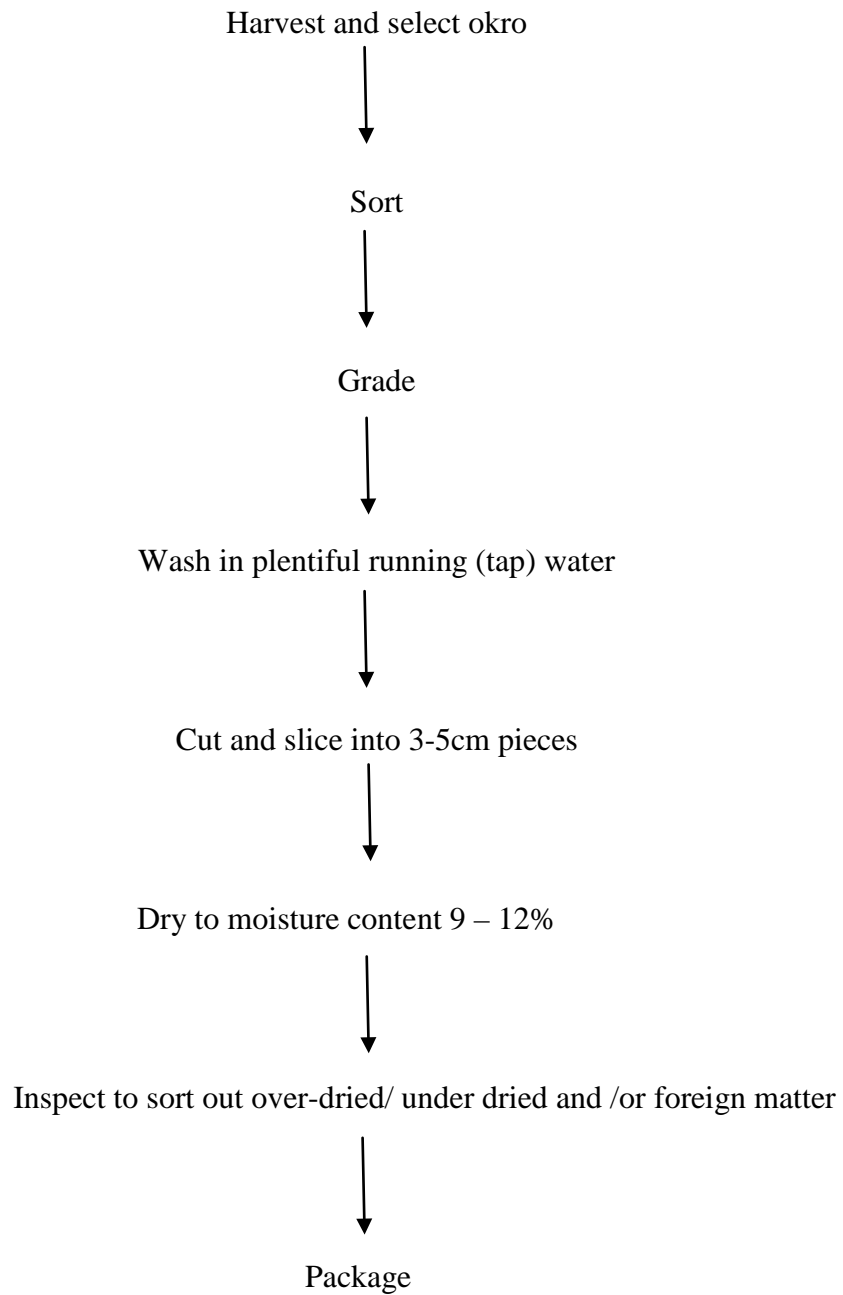 Harvest and select okro
Sort
Grade
Wash in plentiful running (tap) water
Cut and slice into 3-5cm pieces
Dry to moisture content 9 – 12%
Inspect to sort out over-dried/ under dried and /or foreign matter
Package